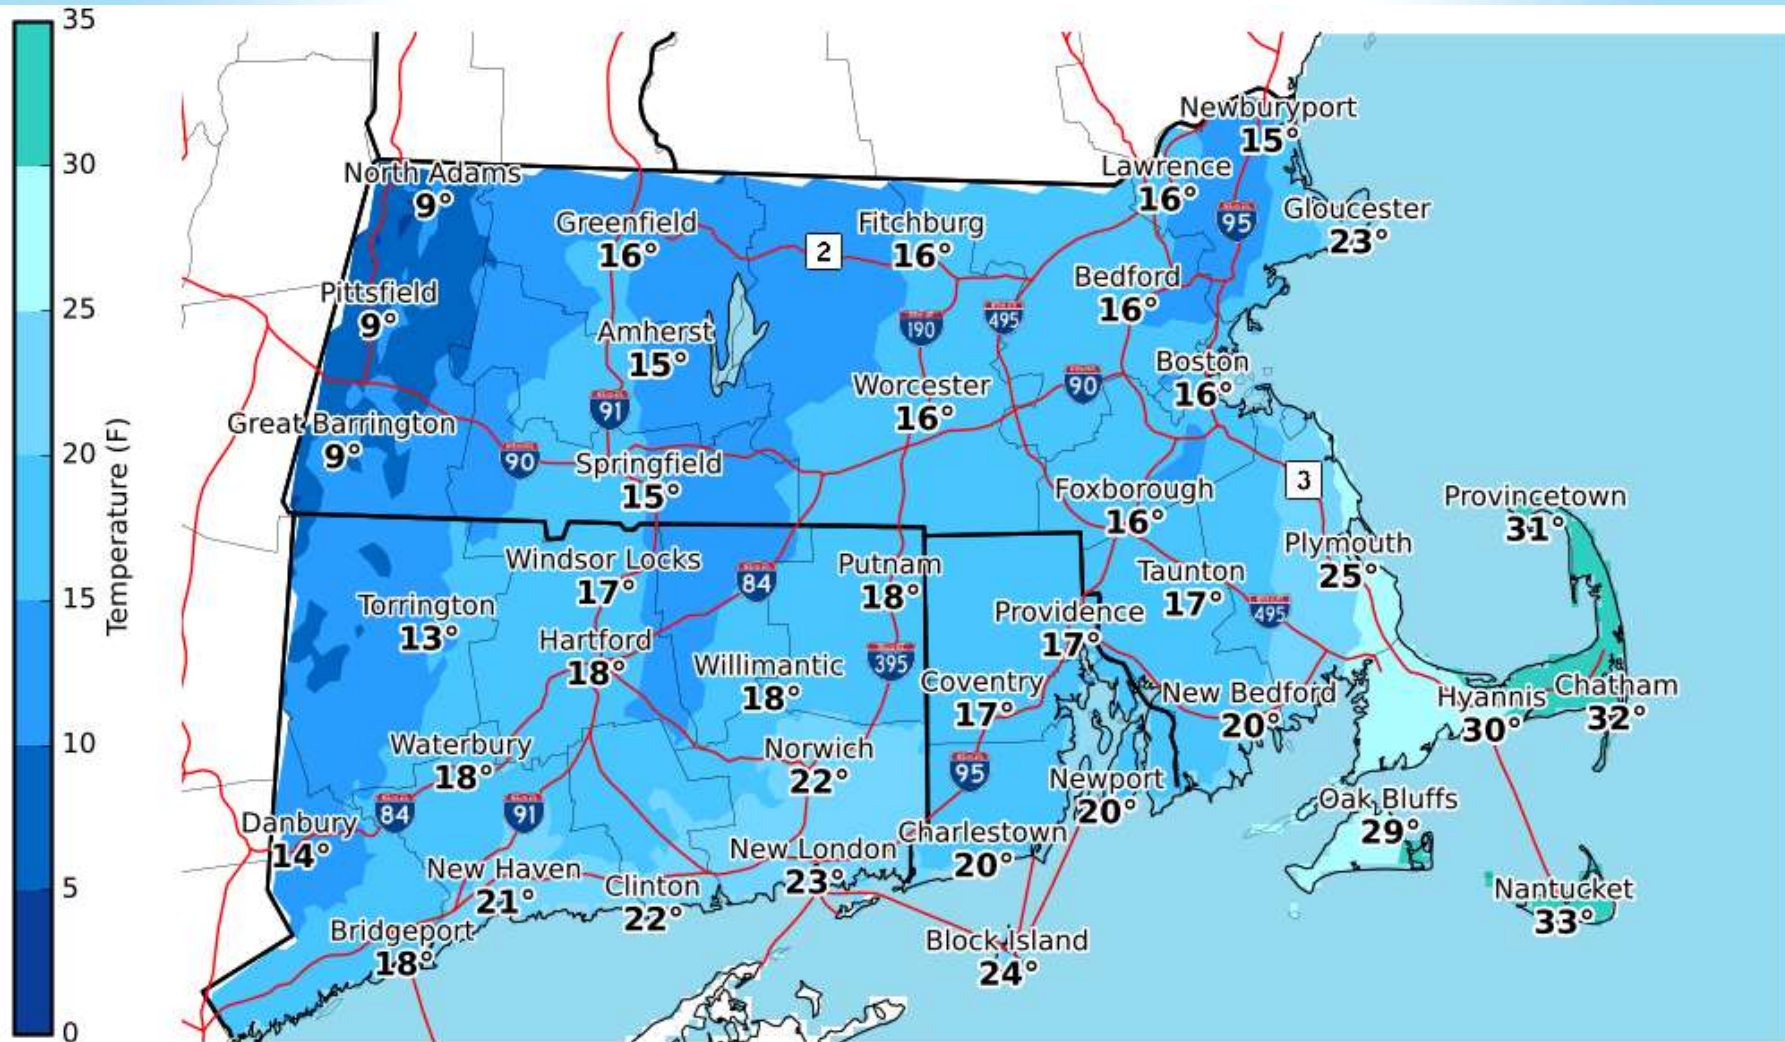 35
30
25
20
15
10
5
0
Temperature (F)
Newburyport
15°
Lawrence
16°
North Adams
9°
Gloucester
23°
Greenfield
16°
Fitchburg
16°
95
2
Bedford
16°
Pittsfield
9°
190
495
Amherst
15°
Boston
16°
Worcester
16°
90
91
Great Barrington
9°
90
Springfield
15°
3
Foxborough
16°
Provincetown
31°
Plymouth
25°
Windsor Locks
17°
84
Putnam
18°
Taunton
17°
495
Torrington
13°
Providence
17°
Hartford
18°
395
Willimantic
18°
Coventry
17°
New Bedford
20°
Hyannis
30°
Chatham
32°
Waterbury
18°
Norwich
22°
95
Newport
20°
Oak Bluffs
29°
84
91
Danbury
14°
Charlestown
20°
New London
23°
New Haven
21°
Clinton
22°
Nantucket
33°
Bridgeport
18°
Block Island
24°